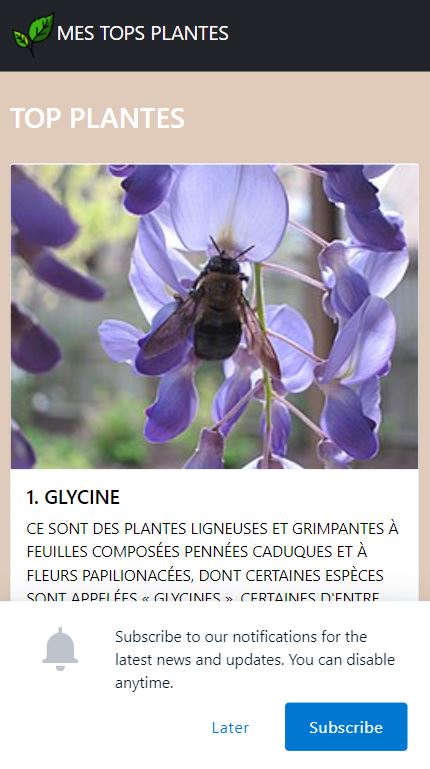 MES TOPS PLANTES
TOP PLANTES
1. GLYCINE
CE SONT DES PLANTES LIGNEUSES ET GRIMPANTES À
FEUILLES COMPOSÉES PENNÉES CADUQUES ET À
FLEURS PAPILIONACÉES, DONT CERTAINES ESPÈCES
SONT APPELÉES « GLYCINES ». CERTAINES D'ENTRE
Subscribe to our notifications for the
latest news and updates. You can disable
anytime.
Later
Subscribe